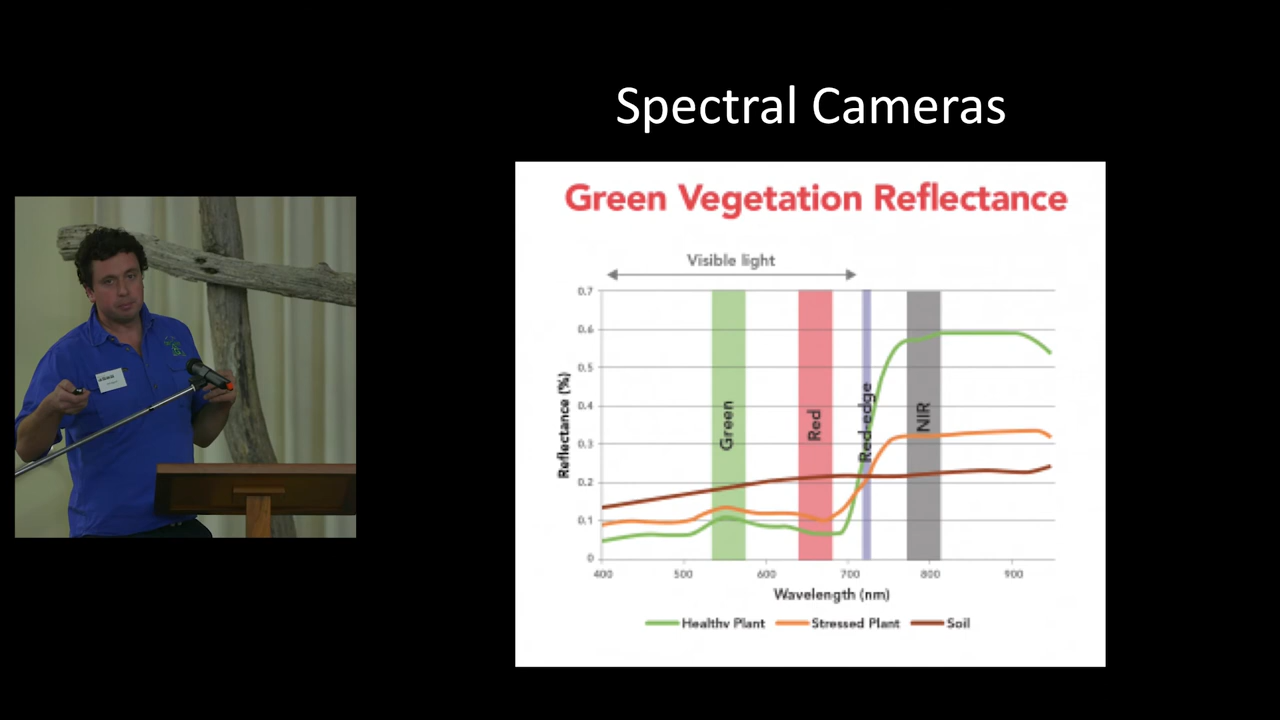 Spectral Cameras
Green Vegetation Reflectance
Visible light
0.7
0.6
0.5
0.4
0.3
0.2
0.1
0
Reflectance (%)
Green
Red
Red-edge
NIR
400 500 600 700 800 900
Wavelength (nm)
Healthy Plant Stressed Plant Soil